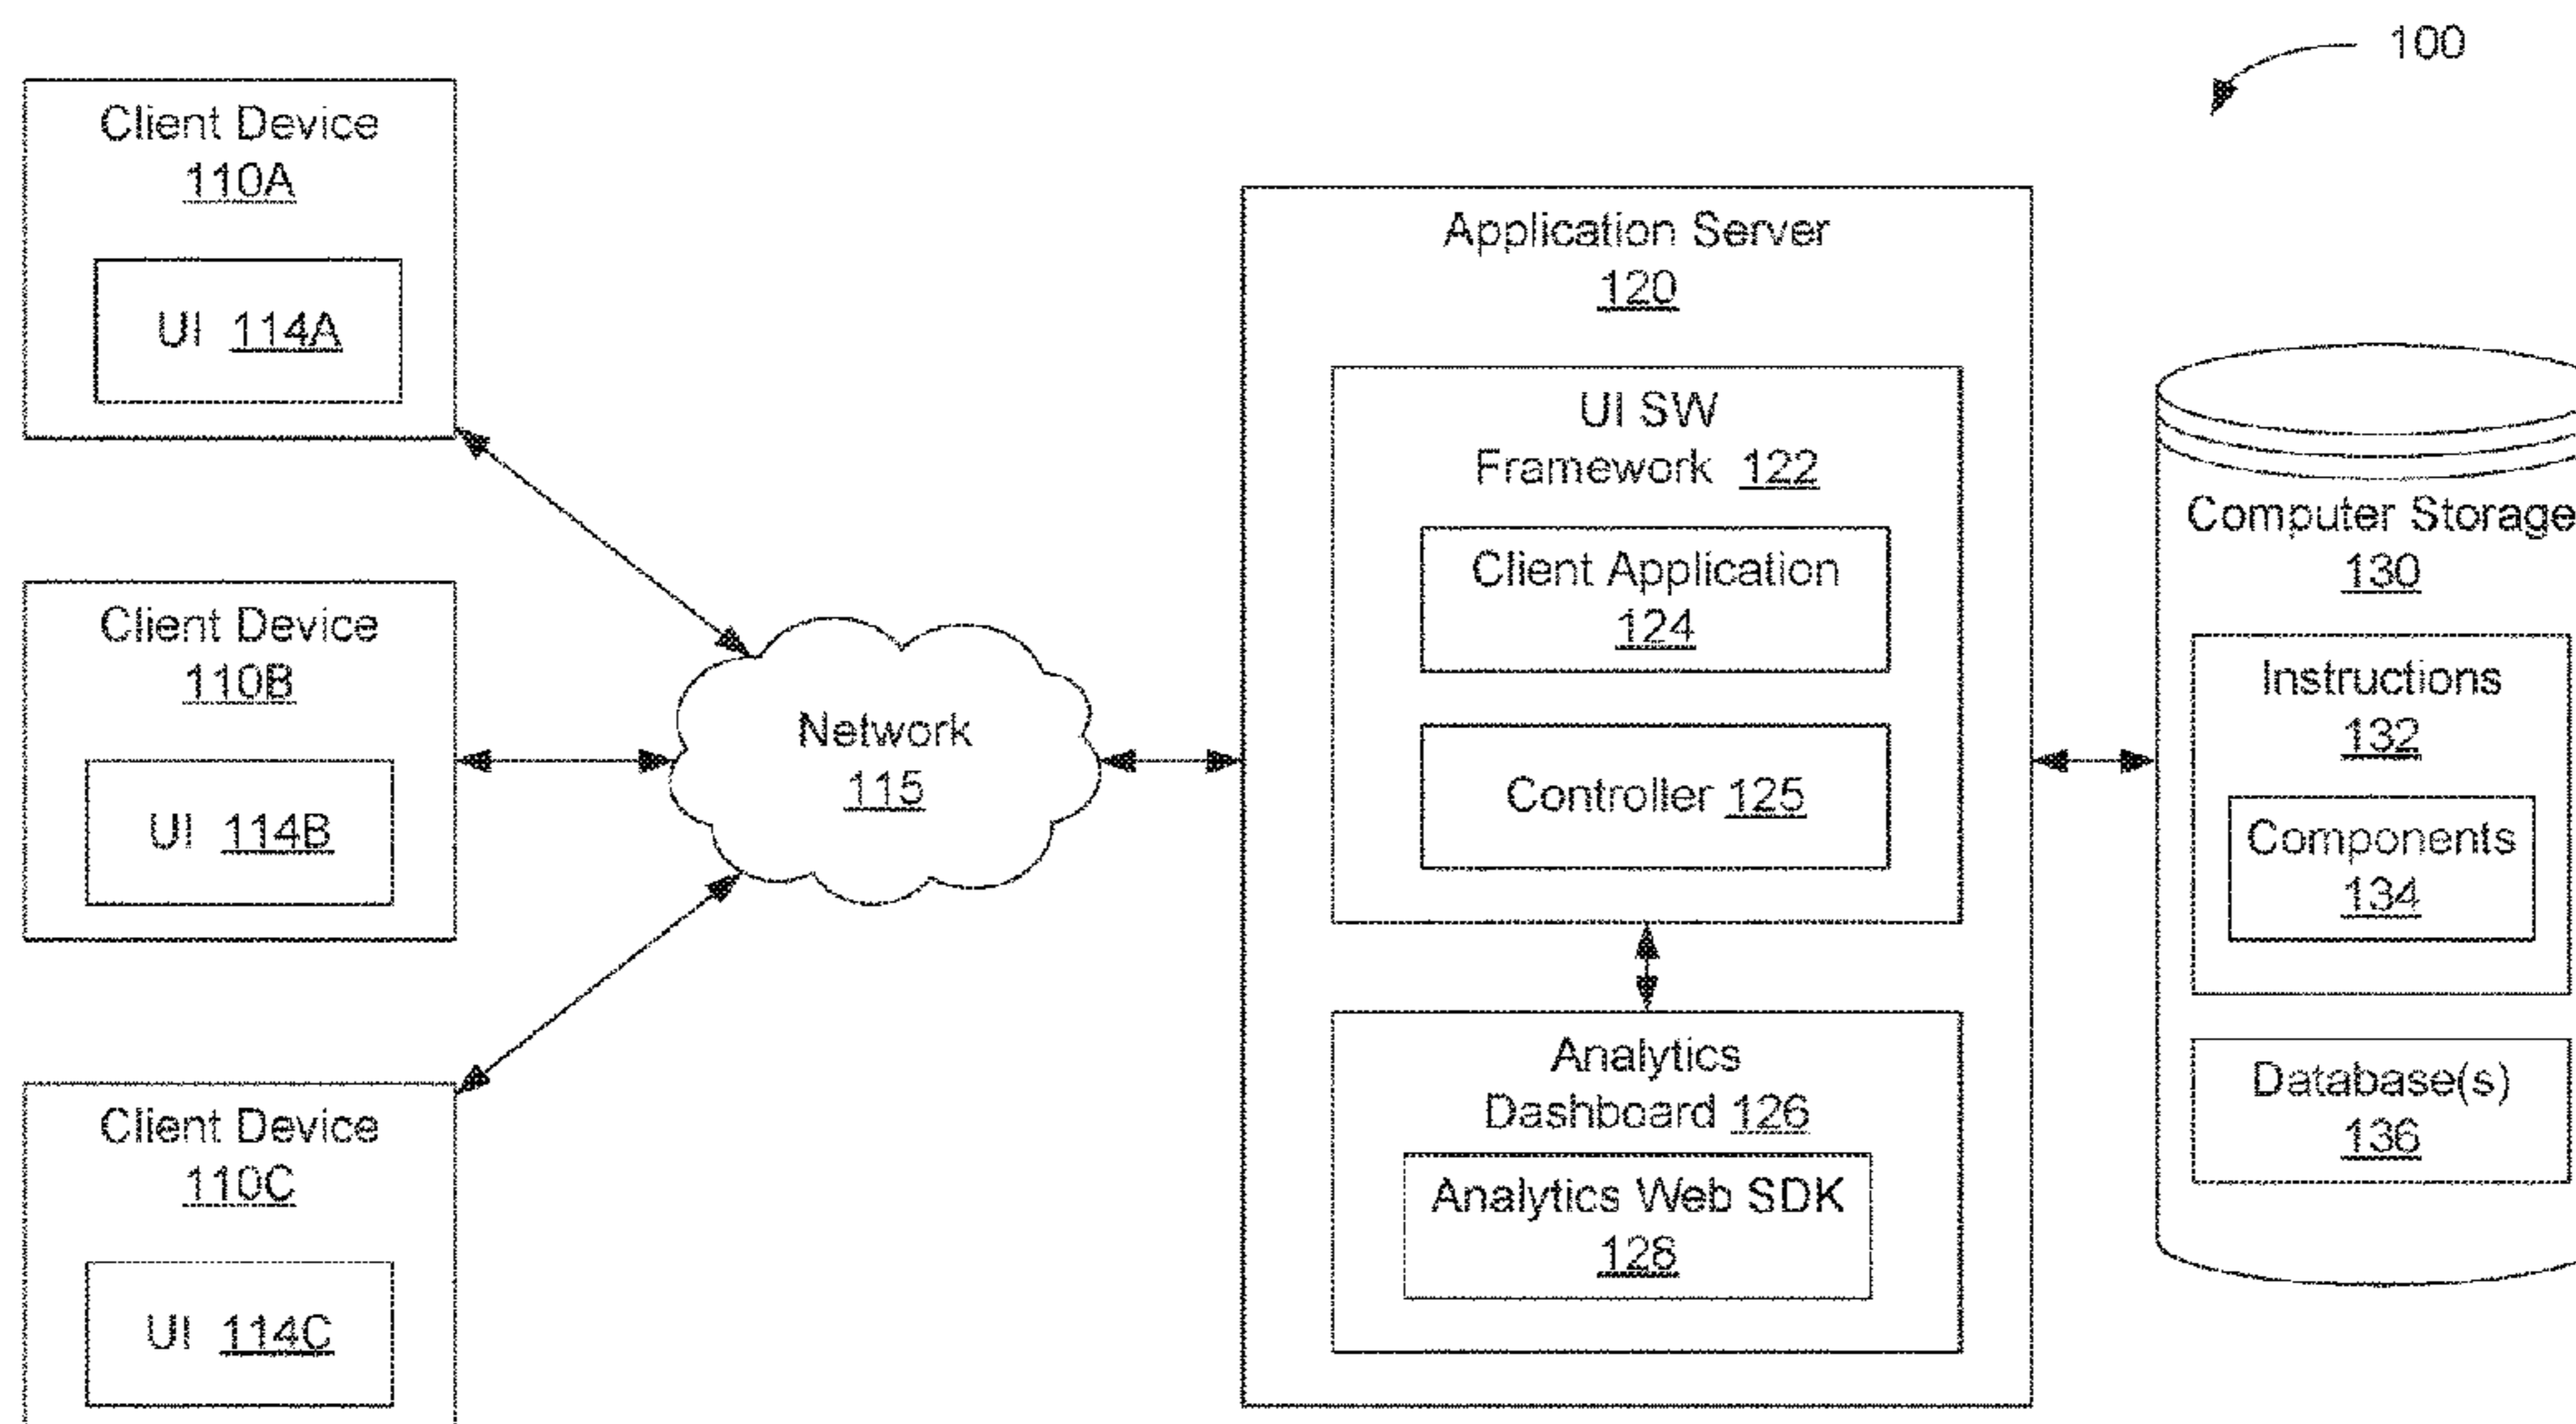 100
Client Device
110A
UI 114A
Client Device
110B
UI 114B
Client Device
110C
UI 114C
Network
115
Application Server
120
UI SW
Framework 122
Client Application
124
Controller 125
Analytics
Dashboard 126
Analytics Web SDK
128
Computer Storage
130
Instructions
132
Components
134
Database(s)
136